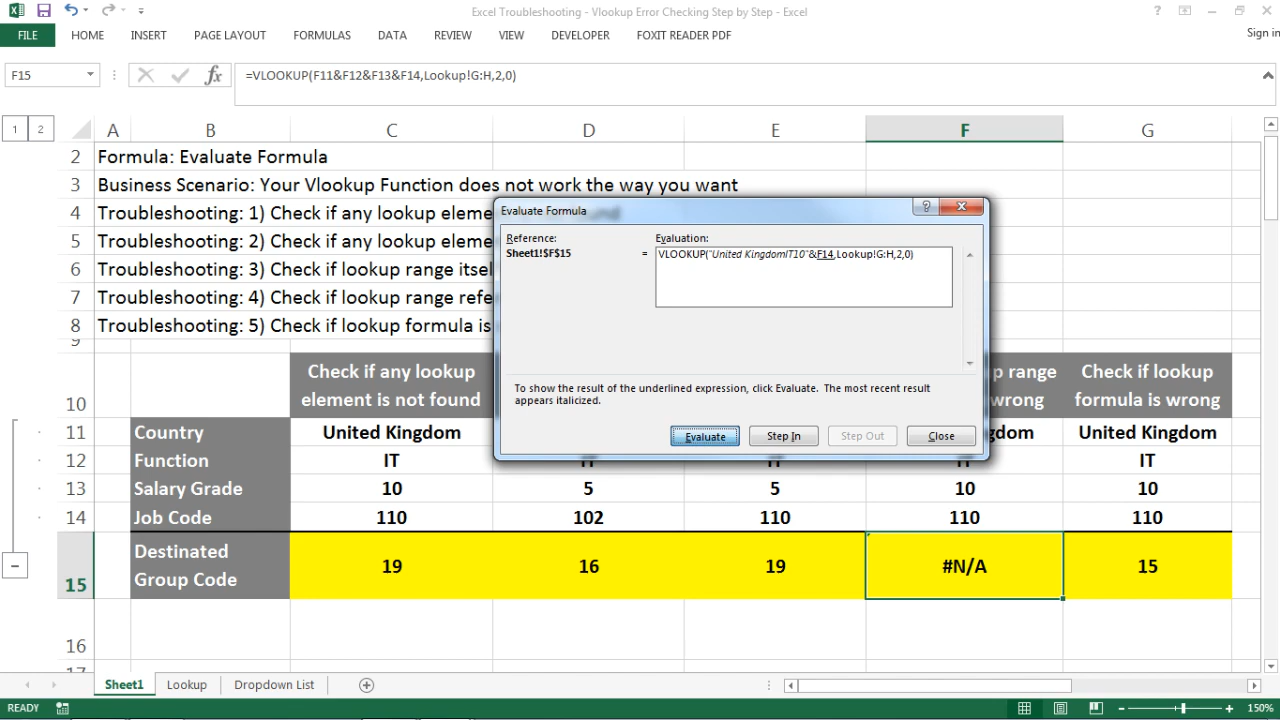 Excel Troubleshooting - Vlookup Error Checking Step by Step - Excel
FILE HOME INSERT PAGE LAYOUT FORMULAS DATA REVIEW VIEW DEVELOPER FOXIT READER PDF Sign in
F15 fx =VLOOKUP(F11&F12&F13&F14,Lookup!G:H,2,0)
1 2 A B C D E F G
2 Formula: Evaluate Formula
3 Business Scenario: Your Vlookup Function does not work the way you want
4 Troubleshooting: 1) Check if any lookup eleme
5 Troubleshooting: 2) Check if any lookup eleme
6 Troubleshooting: 3) Check if lookup range itsel
7 Troubleshooting: 4) Check if lookup range refe
8 Troubleshooting: 5) Check if lookup formula is
9
Evaluate Formula
Reference: Evaluation:
Sheet1!$F$15 = VLOOKUP("United KingdomIT10"&F14,Lookup!G:H,2,0)
To show the result of the underlined expression, click Evaluate. The most recent result
appears italicized.
Evaluate Step In Step Out Close
Check if any lookup p range Check if lookup
10 element is not found wrong formula is wrong
11 Country United Kingdom gdom United Kingdom
12 Function IT IT IT IT IT
13 Salary Grade 10 5 5 10 10
14 Job Code 110 102 110 110 110
Destinated
15 Group Code 19 16 19 #N/A 15
16
17
Sheet1 Lookup Dropdown List
READY 150%